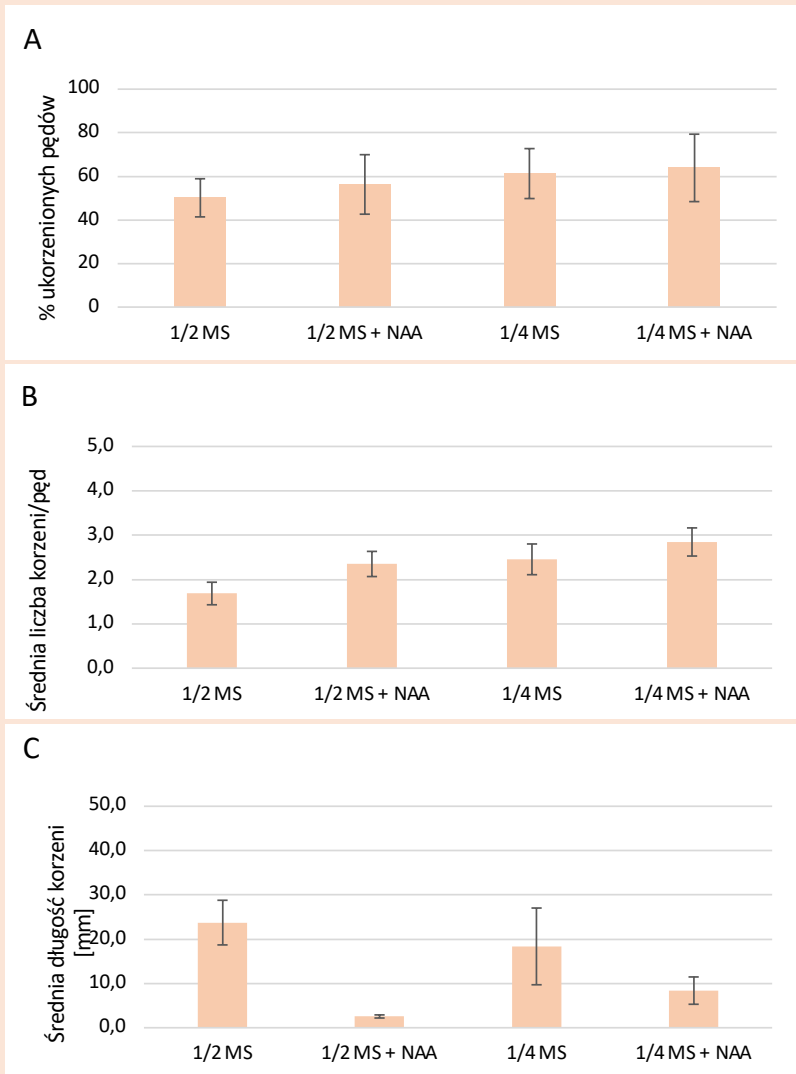 A
% ukorzenionych pędów
100
80
60
40
20
0
1/2 MS
1/2 MS + NAA
1/4 MS
1/4 MS + NAA
B
Średnia liczba korzeni/pęd
5,0
4,0
3,0
2,0
1,0
0,0
1/2 MS
1/2 MS + NAA
1/4 MS
1/4 MS + NAA
C
Średnia długość korzeni
[mm]
50,0
40,0
30,0
20,0
10,0
0,0
1/2 MS
1/2 MS + NAA
1/4 MS
1/4 MS + NAA